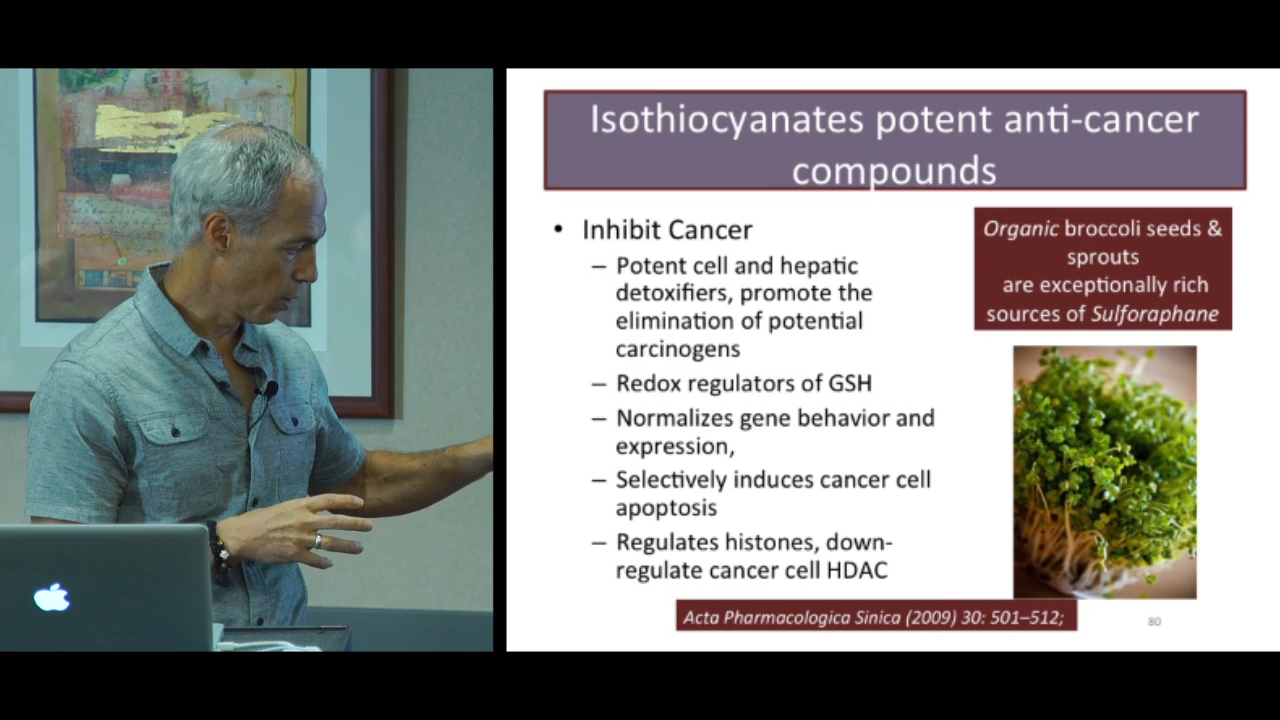 Isothiocyanates potent anti-cancer
compounds
• Inhibit Cancer
– Potent cell and hepatic
detoxifiers, promote the
elimination of potential
carcinogens
– Redox regulators of GSH
– Normalizes gene behavior and
expression,
– Selectively induces cancer cell
apoptosis
– Regulates histones, down-
regulate cancer cell HDAC
Organic broccoli seeds &
sprouts
are exceptionally rich
sources of Sulforaphane
Acta Pharmacologica Sinica (2009) 30: 501–512;
80